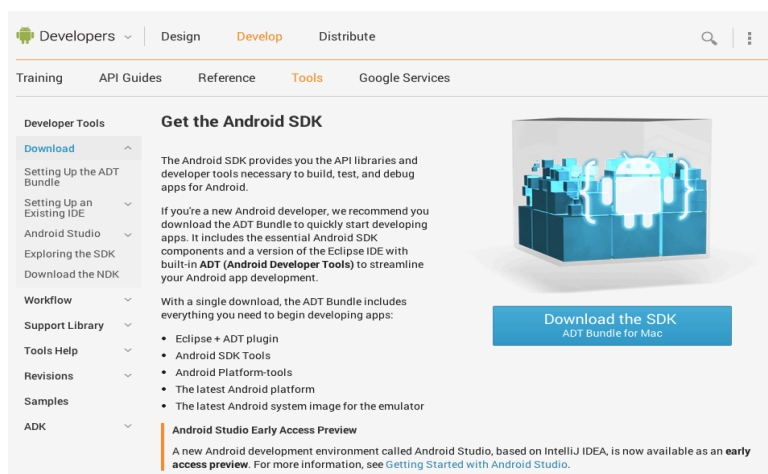 Developers
Design
Develop
Distribute
Training
API Guides
Reference
Tools
Google Services
Developer Tools
Download
Setting Up the ADT
Bundle
Setting Up an
Existing IDE
Android Studio
Exploring the SDK
Download the NDK
Workflow
Support Library
Tools Help
Revisions
Samples
ADK
Get the Android SDK
The Android SDK provides you the API libraries and
developer tools necessary to build, test, and debug
apps for Android.
If you're a new Android developer, we recommend you
download the ADT Bundle to quickly start developing
apps. It includes the essential Android SDK
components and a version of the Eclipse IDE with
built-in ADT (Android Developer Tools) to streamline
your Android app development.
With a single download, the ADT Bundle includes
everything you need to begin developing apps:
• Eclipse + ADT plugin
• Android SDK Tools
• Android Platform-tools
• The latest Android platform
• The latest Android system image for the emulator
Android Studio Early Access Preview
A new Android development environment called Android Studio, based on IntelliJ IDEA, is now available as an early
access preview. For more information, see Getting Started with Android Studio.
{ }
Download the SDK
ADT Bundle for Mac